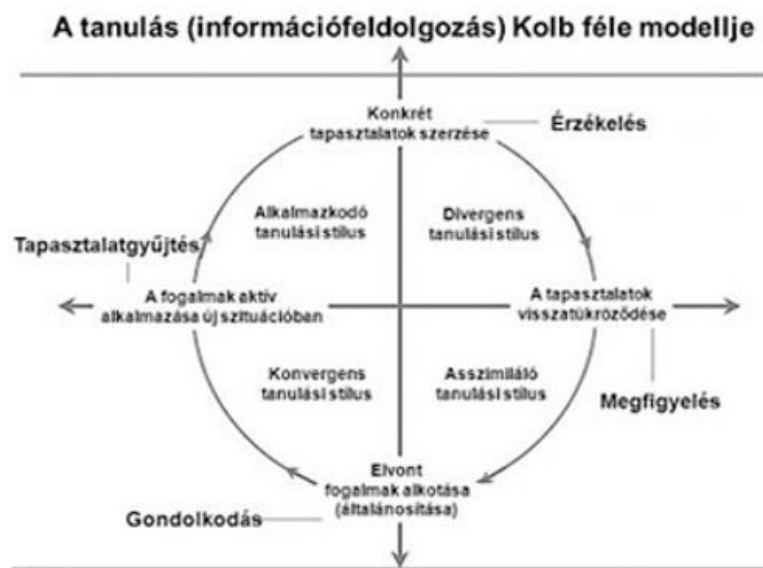 A tanulás (információfeldolgozás) Kolb féle modellje
Konkrét
tapasztalatok szerzése
Érzékelés
Alkalmazkodó
tanulási stílus
Divergens
tanulási stílus
Tapasztalatgyűjtés
A fogalmak aktív
alkalmazása új szituációban
A tapasztalatok
visszatükröződése
Konvergens
tanulási stílus
Asszimiláló
tanulási stílus
Megfigyelés
Elvont
fogalmak alkotása
(általánosítása)
Gondolkodás